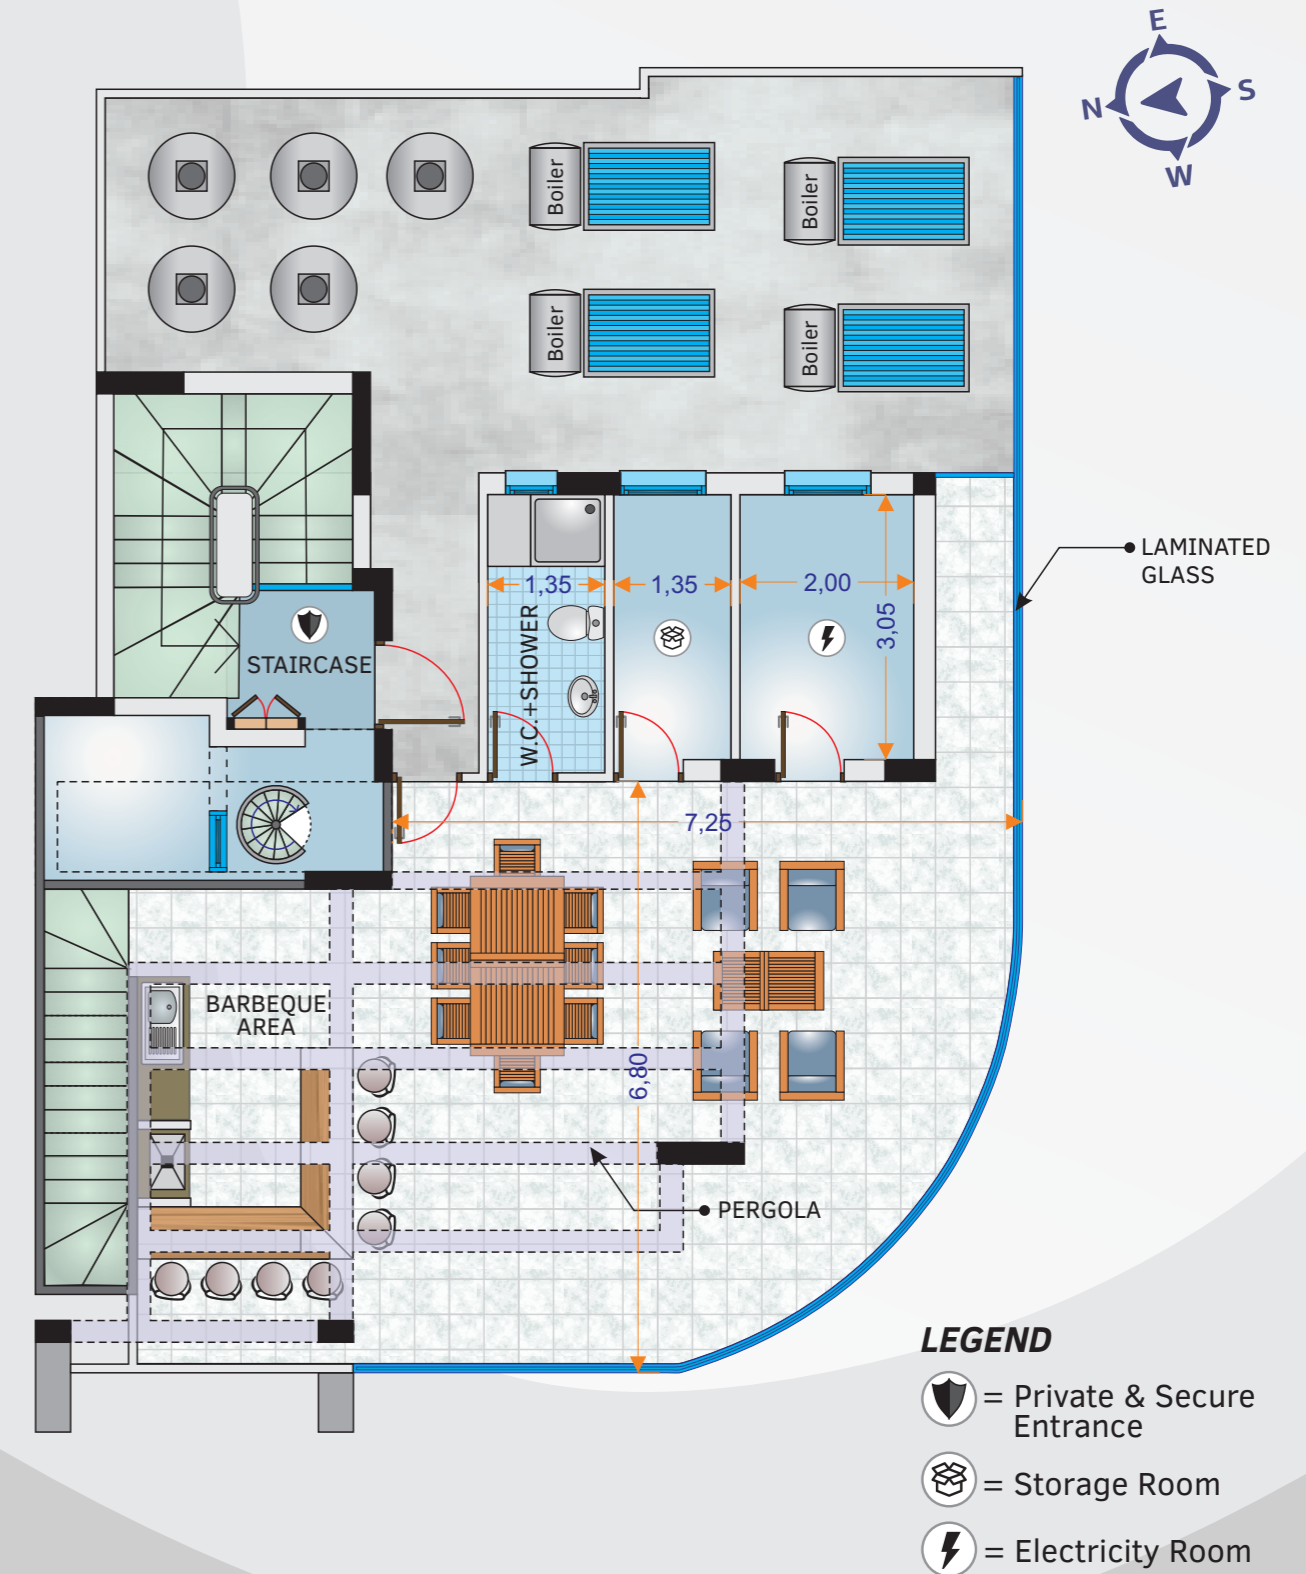 E
N
S
W
Boiler
Boiler
Boiler
Boiler
LAMINATED
GLASS
1,35
1,35
2,00
3,05
W.C.+SHOWER
STAIRCASE
7,25
BARBEQUE
AREA
6,80
PERGOLA
LEGEND
= Private & Secure
Entrance
= Storage Room
= Electricity Room